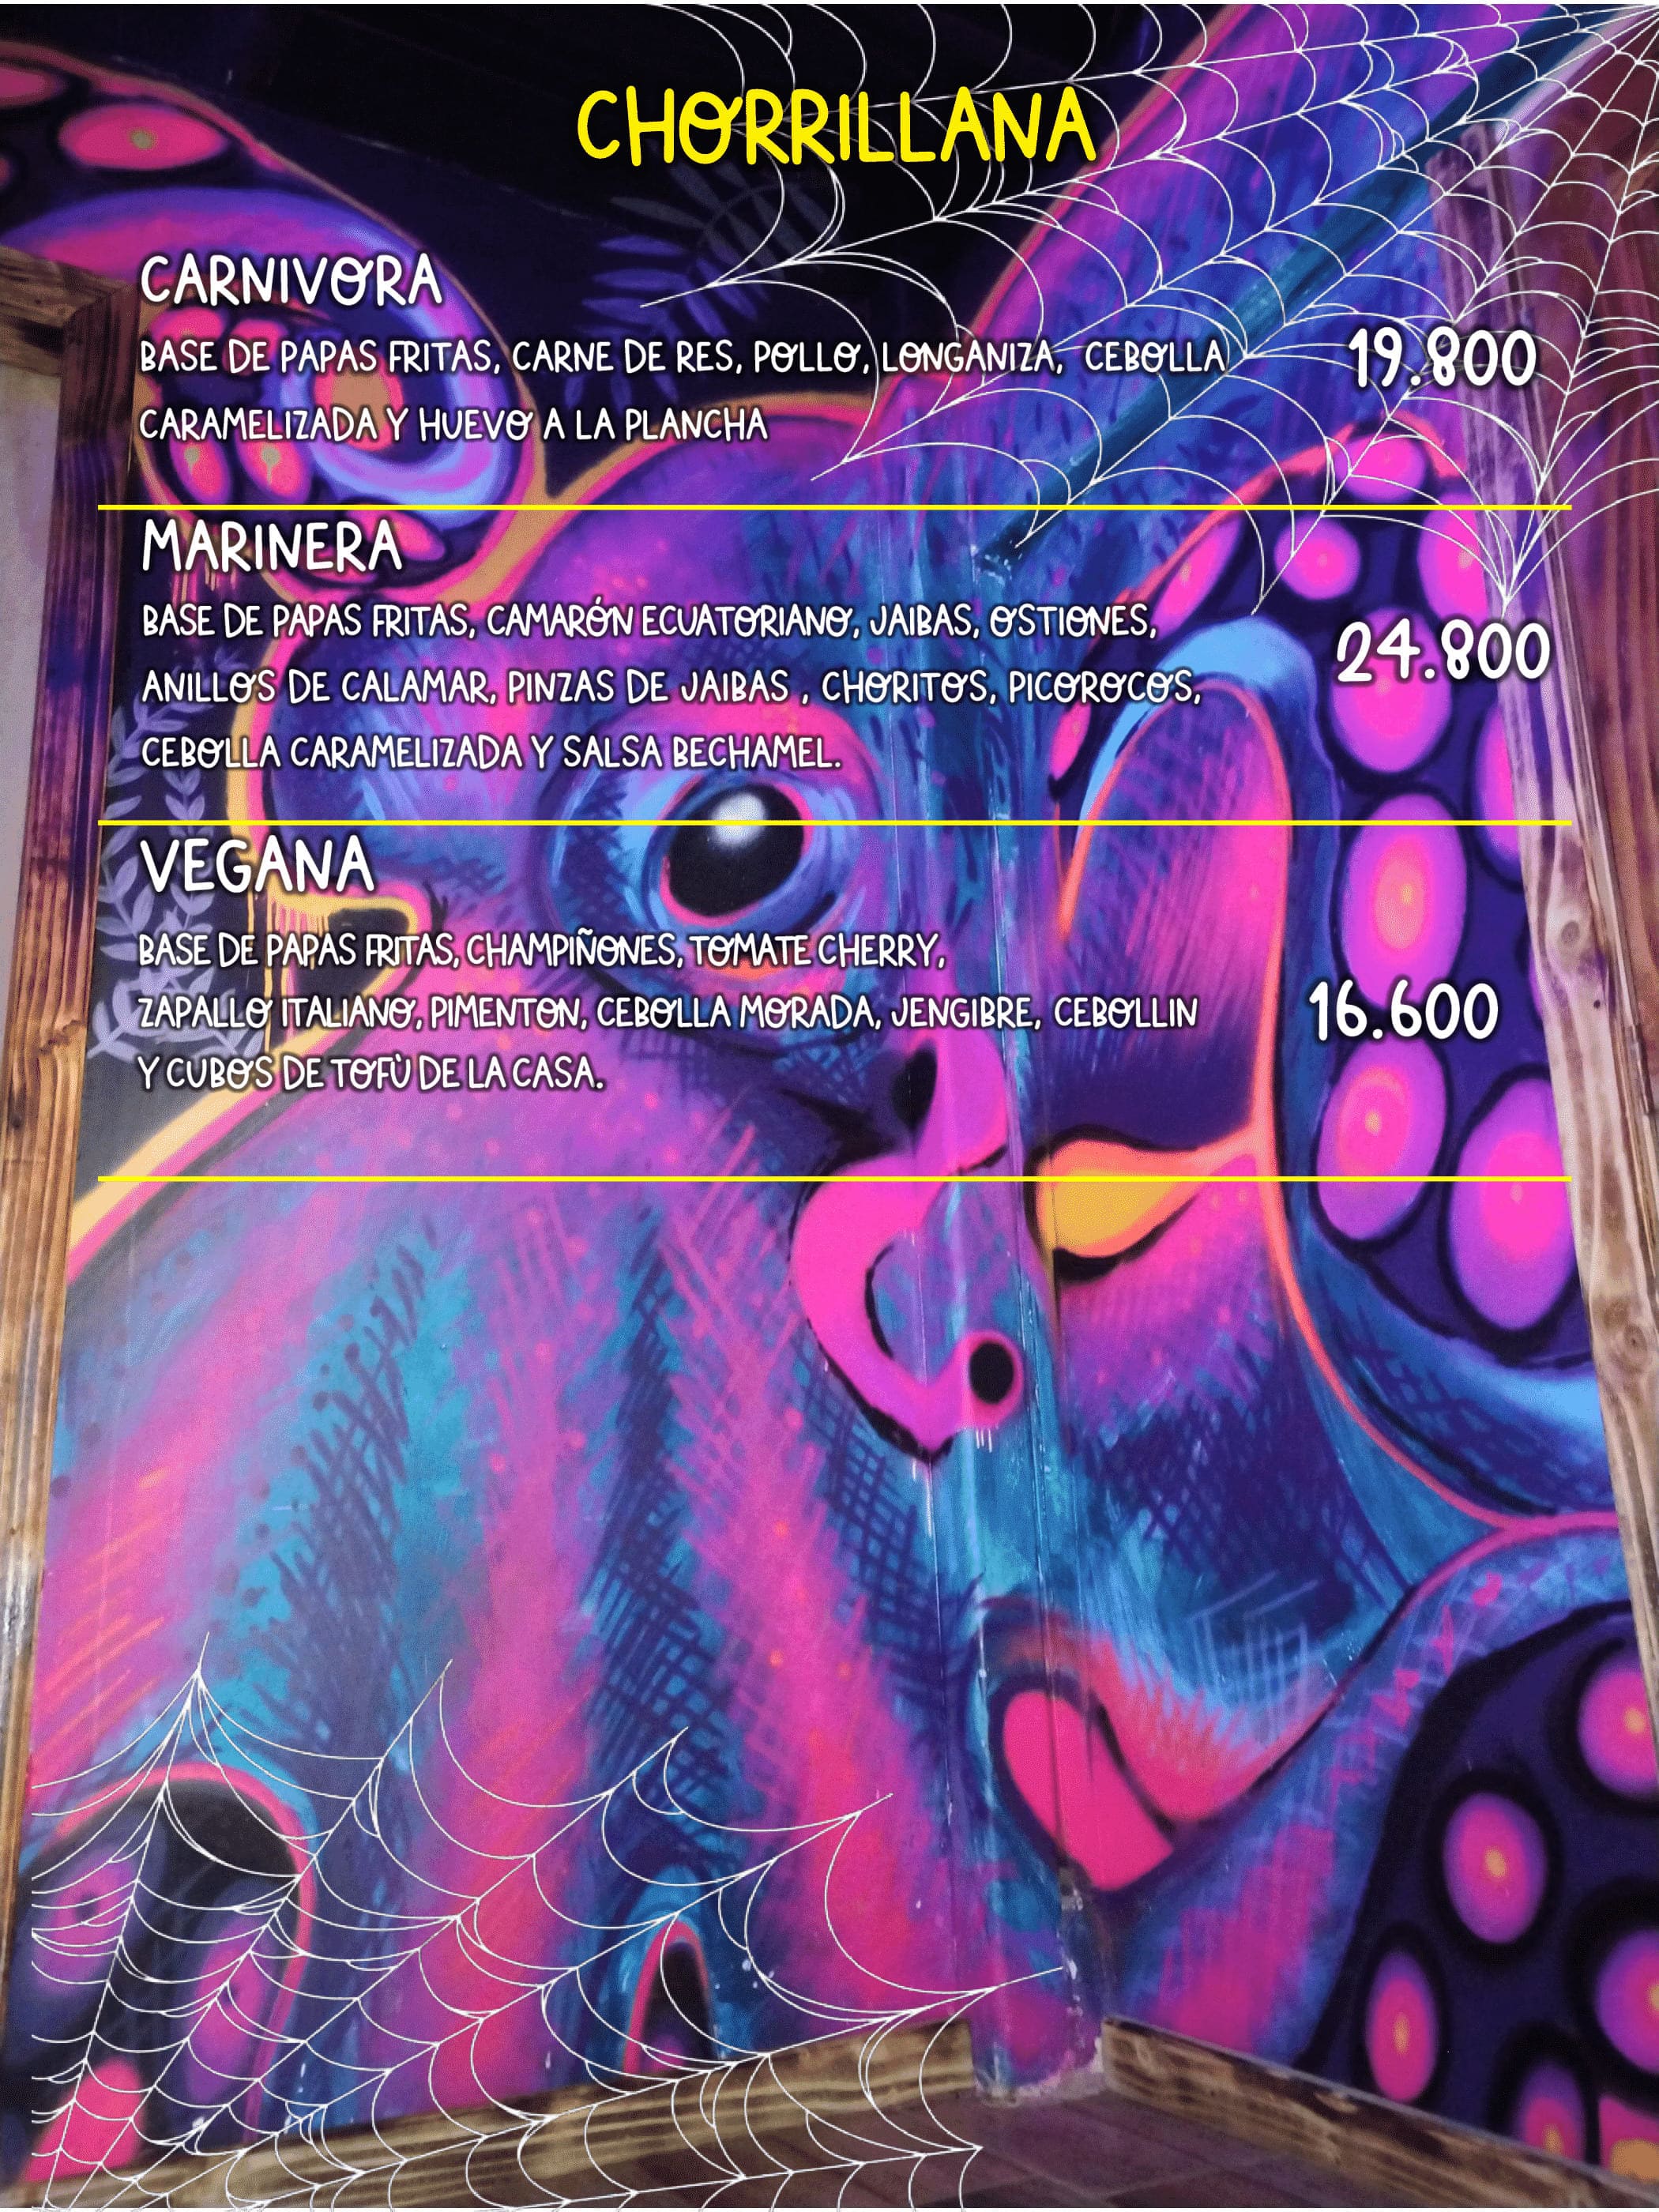 CHORRILLANA
CARNIVORA
BASE DE PAPAS FRITAS, CARNE DE RES, POLLO, LONGANIZA, CEBOLLA
CARAMELIZADA Y HUEVO A LA PLANCHA
19.800
MARINERA
BASE DE PAPAS FRITAS, CAMARÓN ECUATORIANO, JAIBAS, OSTIONES,
ANILLOS DE CALAMAR, PINZAS DE JAIBAS , CHORITOS, PICOROCOS,
CEBOLLA CARAMELIZADA Y SALSA BECHAMEL.
24.800
VEGANA
BASE DE PAPAS FRITAS, CHAMPIÑONES, TOMATE CHERRY,
ZAPALLO ITALIANO, PIMENTON, CEBOLLA MORADA, JENGIBRE, CEBOLLIN
Y CUBOS DE TOFÙ DE LA CASA.
16.600